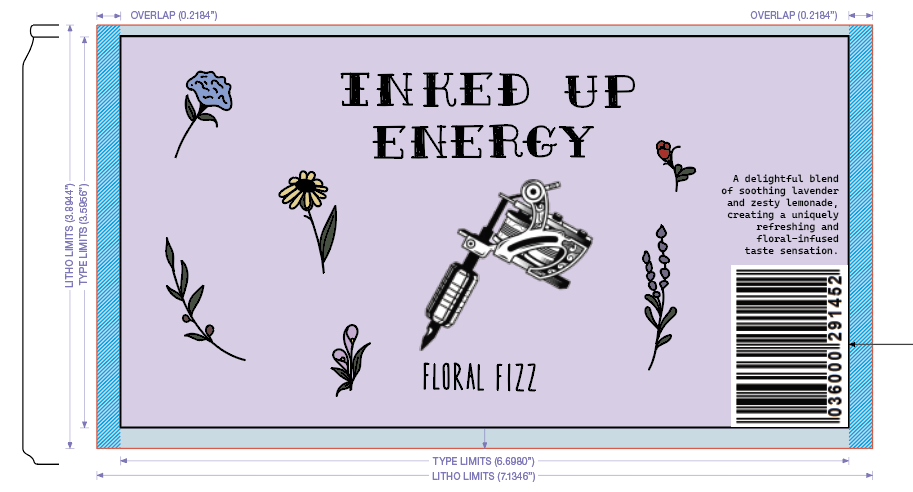 OVERLAP (0.2184")
OVERLAP (0.2184")
INKED UP
ENERGY
A delightful blend
of soothing lavender
and zesty lemonade,
creating a uniquely
refreshing and
floral-infused
taste sensation.
LITHO LIMITS (3.8944")
TYPE LIMITS (3.5956")
036000 291452
FLORAL FIZZ
TYPE LIMITS (6.6980")
LITHO LIMITS (7.1346")